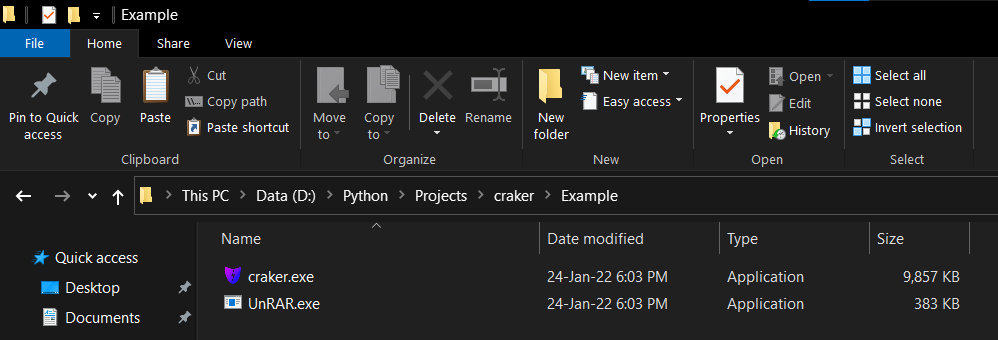 Example
File Home Share View
Pin to Quick access
Copy
Paste
Cut
Copy path
Paste shortcut
Clipboard
Move to
Copy to
Delete
Rename
Organize
New folder
New item
Easy access
New
Properties
Open
Edit
History
Open
Select all
Select none
Invert selection
Select
This PC Data (D:) Python Projects craker Example
Quick access
Desktop
Documents
Name Date modified Type Size
craker.exe 24-Jan-22 6:03 PM Application 9,857 KB
UnRAR.exe 24-Jan-22 6:03 PM Application 383 KB